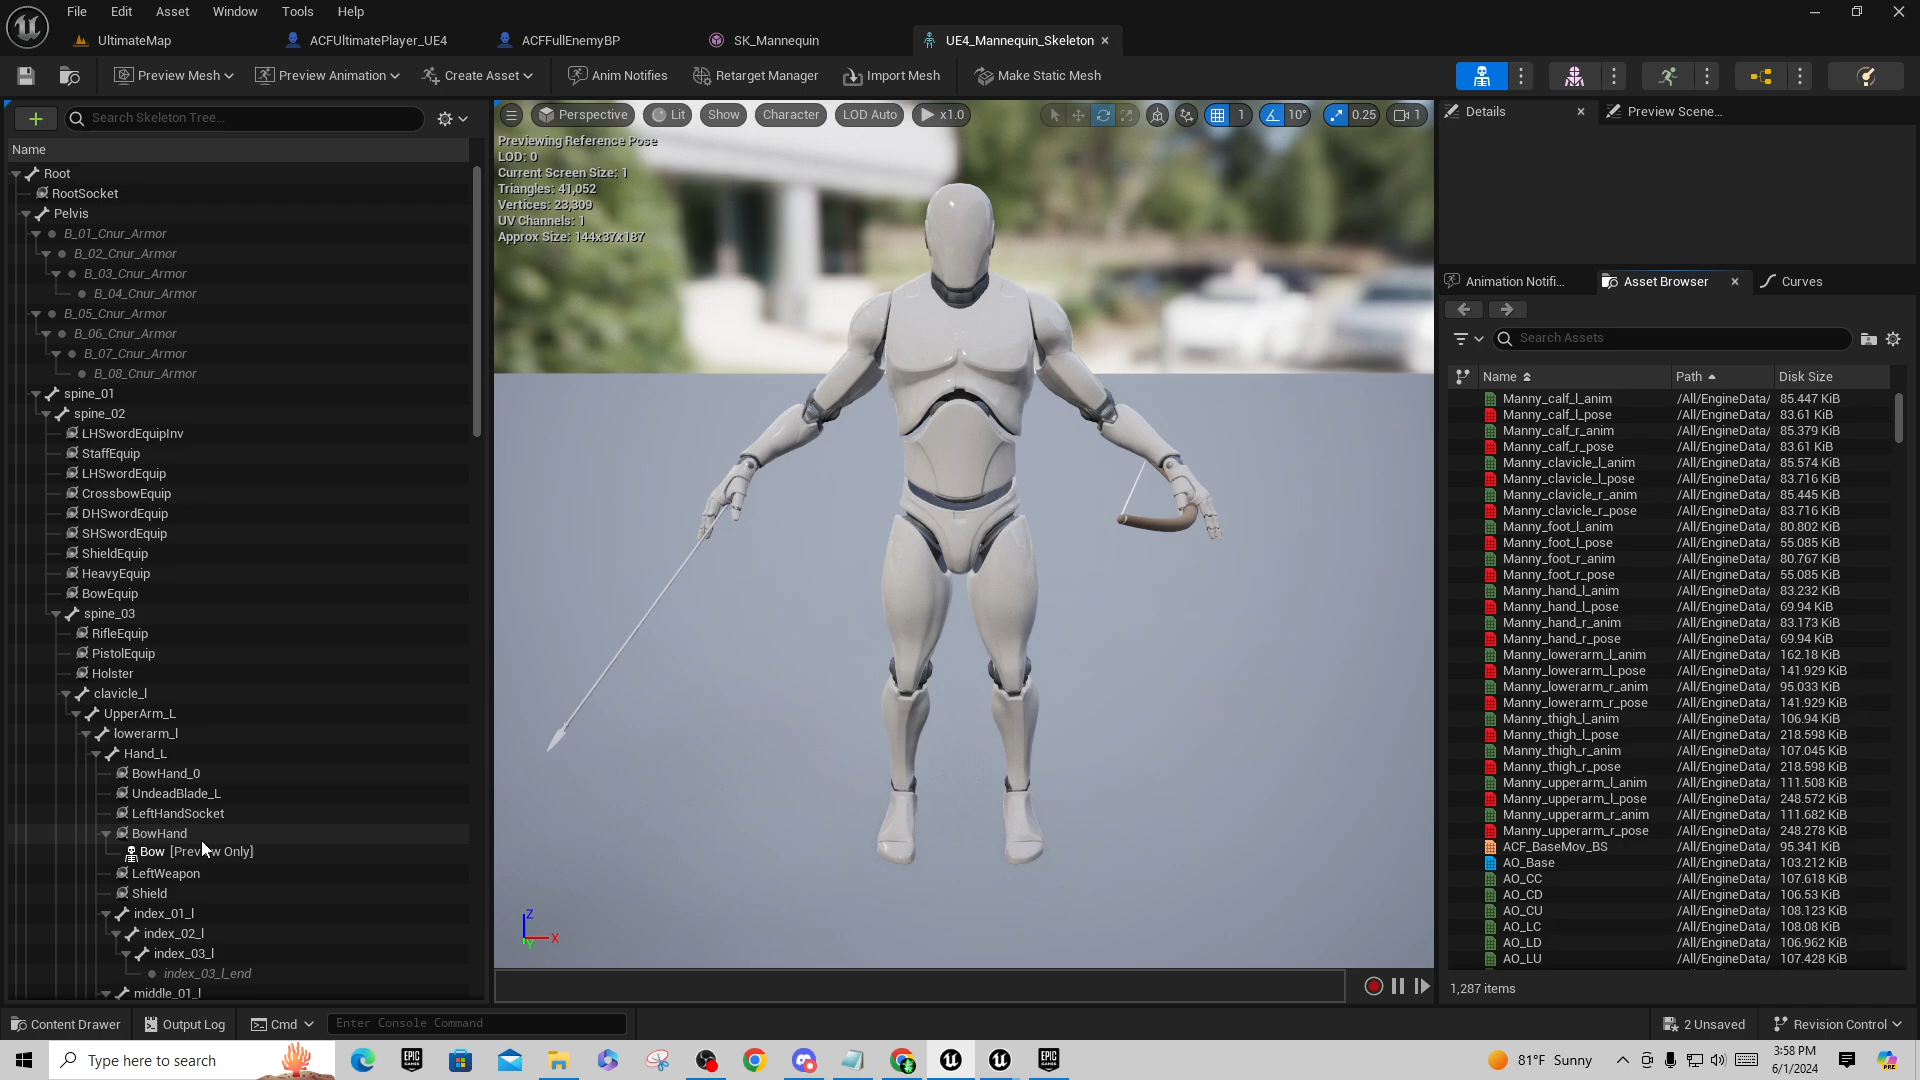 File Edit Asset Window Tools Help
UltimateMap ACFUltimatePlayer_UE4 ACFFullEnemyBP SK_Mannequin UE4_Mannequin_Skeleton
Preview Mesh Preview Animation Create Asset Anim Notifies Retarget Manager Import Mesh Make Static Mesh
Search Skeleton Tree...
Name
Root
RootSocket
Pelvis
B_01_Cnur_Armor
B_02_Cnur_Armor
B_03_Cnur_Armor
B_04_Cnur_Armor
B_05_Cnur_Armor
B_06_Cnur_Armor
B_07_Cnur_Armor
B_08_Cnur_Armor
spine_01
spine_02
LHSwordEquipInv
StaffEquip
LHSwordEquip
CrossbowEquip
DHSwordEquip
SHSwordEquip
ShieldEquip
HeavyEquip
BowEquip
spine_03
RifleEquip
PistolEquip
Holster
clavicle_l
UpperArm_L
lowerarm_l
Hand_L
BowHand_0
UndeadBlade_L
LeftHandSocket
BowHand
Bow [Preview Only]
LeftWeapon
Shield
index_01_l
index_02_l
index_03_l
index_03_l_end
middle_01_l
Perspective Lit Show Character LOD Auto x1.0 1 10° 0.25 1
Previewing Reference Pose
LOD: 0
Current Screen Size: 1
Triangles: 41,052
Vertices: 23,309
UV Channels: 1
Approx Size: 144x37x187
Z
X
Y
Details Preview Scene...
Animation Notifi... Asset Browser Curves
Search Assets
Name Path Disk Size
Manny_calf_l_anim /All/EngineData/ 85.447 KiB
Manny_calf_l_pose /All/EngineData/ 83.61 KiB
Manny_calf_r_anim /All/EngineData/ 85.379 KiB
Manny_calf_r_pose /All/EngineData/ 83.61 KiB
Manny_clavicle_l_anim /All/EngineData/ 85.574 KiB
Manny_clavicle_l_pose /All/EngineData/ 83.716 KiB
Manny_clavicle_r_anim /All/EngineData/ 85.445 KiB
Manny_clavicle_r_pose /All/EngineData/ 83.716 KiB
Manny_foot_l_anim /All/EngineData/ 80.802 KiB
Manny_foot_l_pose /All/EngineData/ 55.085 KiB
Manny_foot_r_anim /All/EngineData/ 80.767 KiB
Manny_foot_r_pose /All/EngineData/ 55.085 KiB
Manny_hand_l_anim /All/EngineData/ 83.232 KiB
Manny_hand_l_pose /All/EngineData/ 69.94 KiB
Manny_hand_r_anim /All/EngineData/ 83.173 KiB
Manny_hand_r_pose /All/EngineData/ 69.94 KiB
Manny_lowerarm_l_anim /All/EngineData/ 162.18 KiB
Manny_lowerarm_l_pose /All/EngineData/ 141.929 KiB
Manny_lowerarm_r_anim /All/EngineData/ 95.033 KiB
Manny_lowerarm_r_pose /All/EngineData/ 141.929 KiB
Manny_thigh_l_anim /All/EngineData/ 106.94 KiB
Manny_thigh_l_pose /All/EngineData/ 218.598 KiB
Manny_thigh_r_anim /All/EngineData/ 107.045 KiB
Manny_thigh_r_pose /All/EngineData/ 218.598 KiB
Manny_upperarm_l_anim /All/EngineData/ 111.508 KiB
Manny_upperarm_l_pose /All/EngineData/ 248.572 KiB
Manny_upperarm_r_anim /All/EngineData/ 111.682 KiB
Manny_upperarm_r_pose /All/EngineData/ 248.278 KiB
ACF_BaseMov_BS /All/EngineData/ 95.341 KiB
AO_Base /All/EngineData/ 103.212 KiB
AO_CC /All/EngineData/ 107.618 KiB
AO_CD /All/EngineData/ 106.53 KiB
AO_CU /All/EngineData/ 108.123 KiB
AO_LC /All/EngineData/ 108.08 KiB
AO_LD /All/EngineData/ 106.962 KiB
AO_LU /All/EngineData/ 107.428 KiB
1,287 items
Content Drawer Output Log Cmd Enter Console Command 2 Unsaved Revision Control
Type here to search
81°F Sunny
3:58 PM
6/1/2024